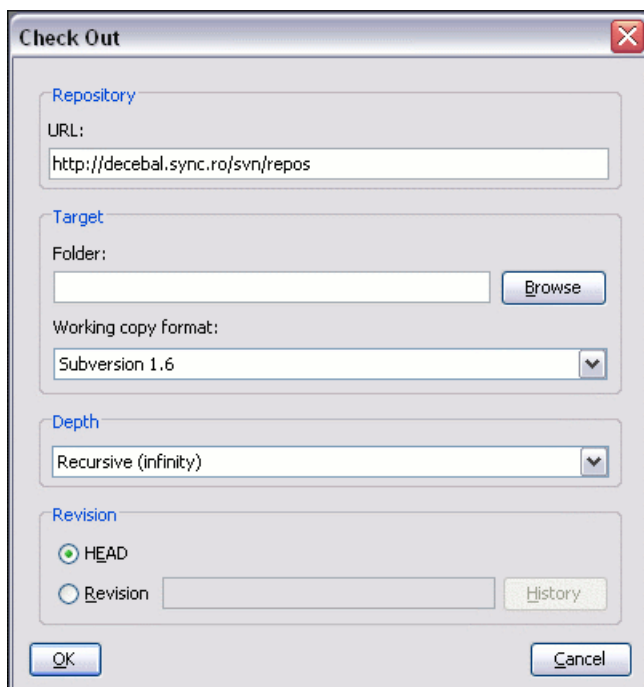 Check Out
Repository
URL:
http://decebal.sync.ro/svn/repos
Target
Folder:
Browse
Working copy format:
Subversion 1.6
Depth
Recursive (infinity)
Revision
HEAD
Revision
History
OK
Cancel